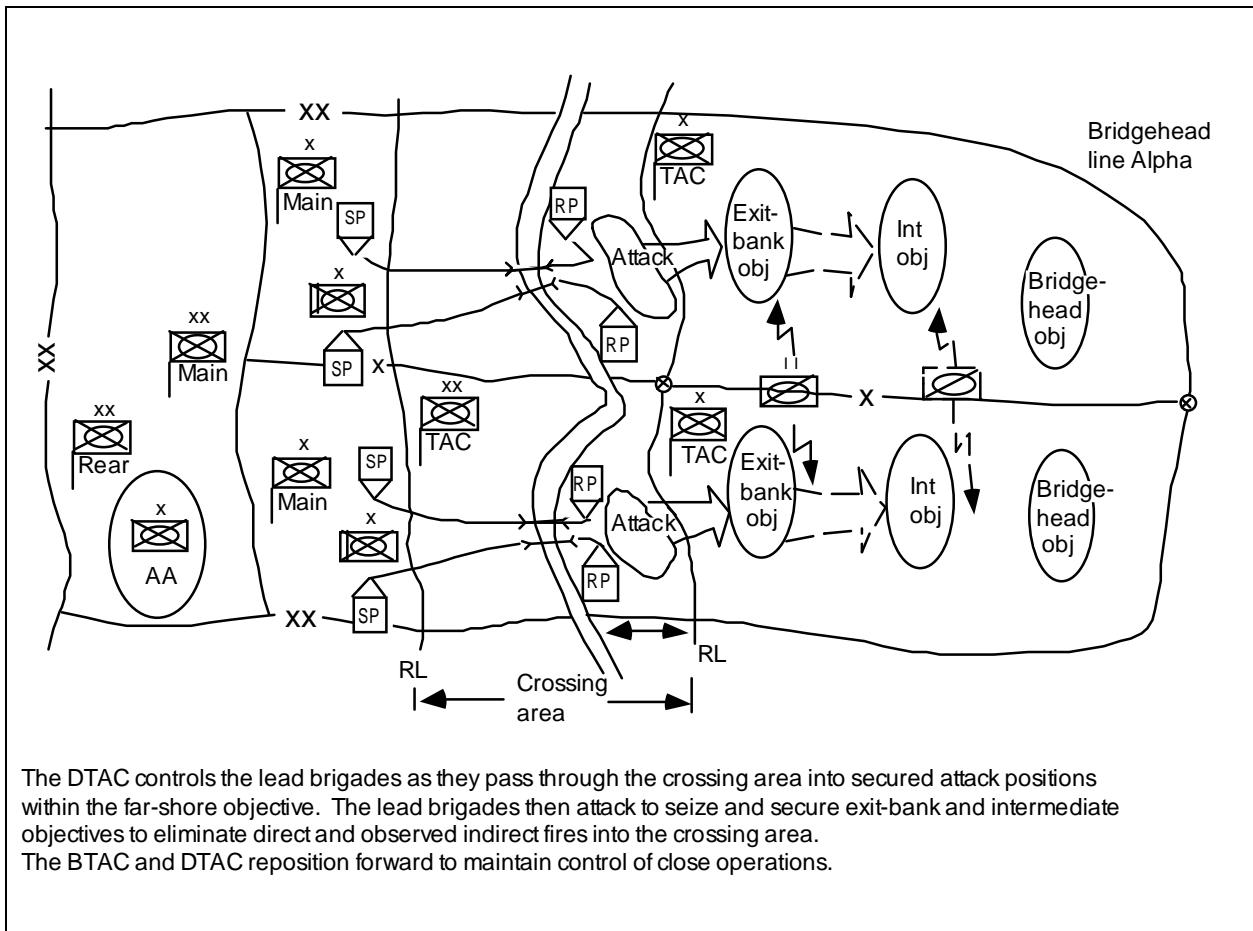 XX
Bridgehead
line Alpha
x
Main
x
TAC
SP
RP
Exit-
bank
obj
Int
obj
Attack
x
Bridge-
head
obj
xx
Main
XX
RP
SP
x
I I
x
xx
TAC
x
TAC
xx
Rear
x
Main
SP
RP
Exit-
bank
obj
Int
obj
Bridge-
head
obj
Attack
x
AA
x
RP
SP
XX
RL
RL
Crossing
area
The DTAC controls the lead brigades as they pass through the crossing area into secured attack positions
within the far-shore objective. The lead brigades then attack to seize and secure exit-bank and intermediate
objectives to eliminate direct and observed indirect fires into the crossing area.
The BTAC and DTAC reposition forward to maintain control of close operations.